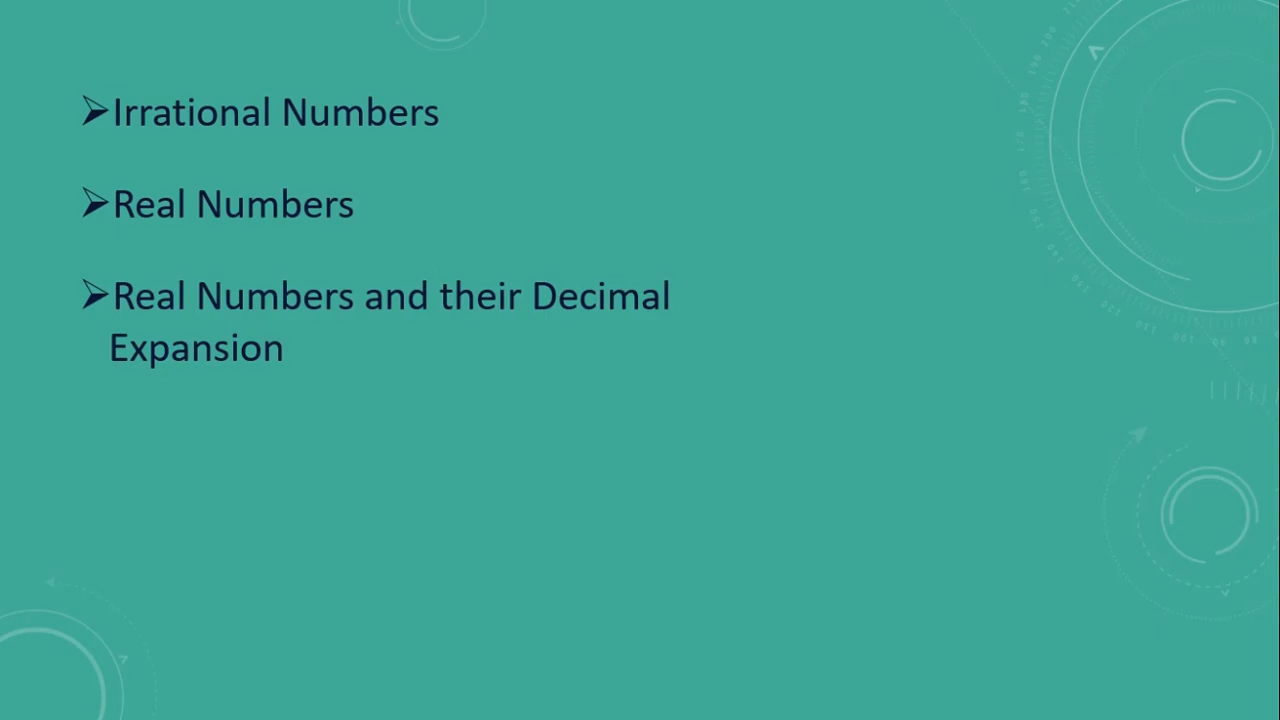 ➢Irrational Numbers
➢Real Numbers
➢Real Numbers and their Decimal
Expansion